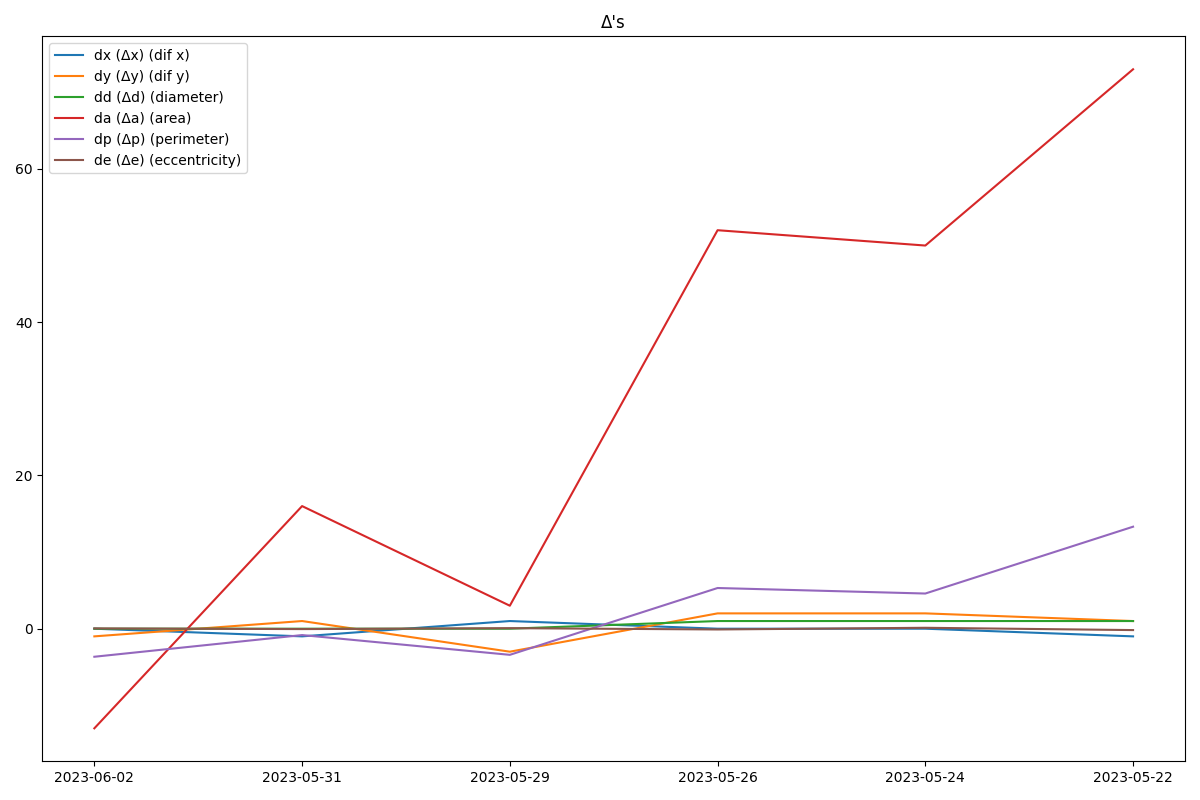 Δ's
dx (Δx) (dif x)
dy (Δy) (dif y)
dd (Δd) (diameter)
da (Δa) (area)
dp (Δp) (perimeter)
de (Δe) (eccentricity)
60
40
20
0
2023-06-02 2023-05-31 2023-05-29 2023-05-26 2023-05-24 2023-05-22